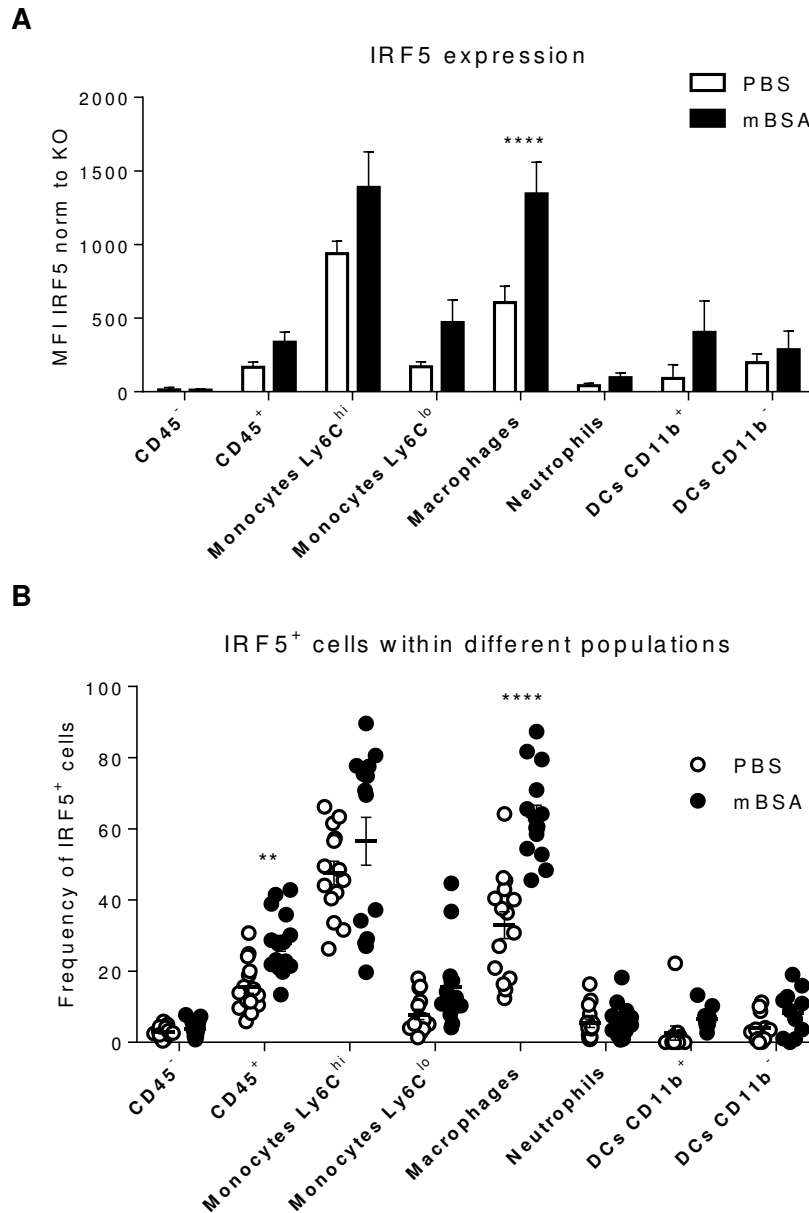 A
IRF5 expression
PBS
mBSA
MFI IRF5 norm to KO
2000
1500
1000
500
0
****
CD45⁻
CD45⁺
Monocytes Ly6Cʰⁱ
Monocytes Ly6Cˡᵒ
Macrophages
Neutrophils
DCs CD11b⁺
DCs CD11b⁻
B
IRF5⁺ cells within different populations
Frequency of IRF5⁺ cells
100
80
60
40
20
0
**
****
PBS
mBSA
CD45⁻
CD45⁺
Monocytes Ly6Cʰⁱ
Monocytes Ly6Cˡᵒ
Macrophages
Neutrophils
DCs CD11b⁺
DCs CD11b⁻